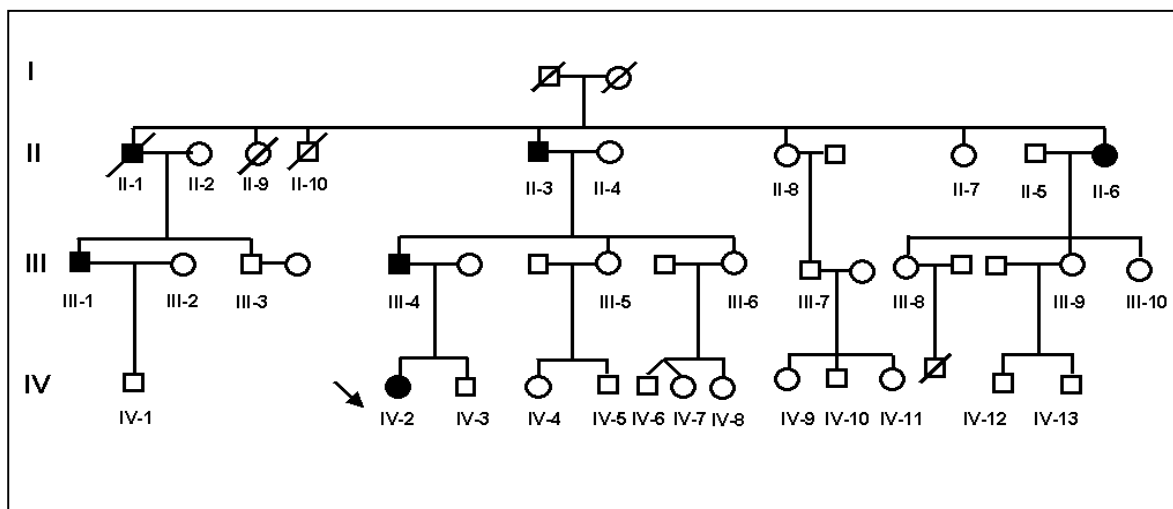 I
II
II-1 II-2 II-9 II-10 II-3 II-4 II-8 II-7 II-5 II-6
III
III-1 III-2 III-3 III-4 III-5 III-6 III-7 III-8 III-9 III-10
IV
IV-1 IV-2 IV-3 IV-4 IV-5 IV-6 IV-7 IV-8 IV-9 IV-10 IV-11 IV-12 IV-13